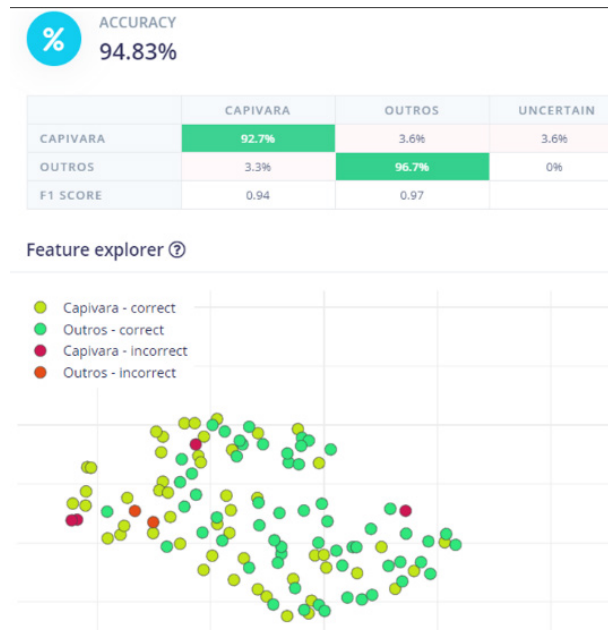 %
ACCURACY
94.83%
CAPIVARA OUTROS UNCERTAIN
CAPIVARA 92.7% 3.6% 3.6%
OUTROS 3.3% 96.7% 0%
F1 SCORE 0.94 0.97
Feature explorer ?
Capivara - correct
Outros - correct
Capivara - incorrect
Outros - incorrect